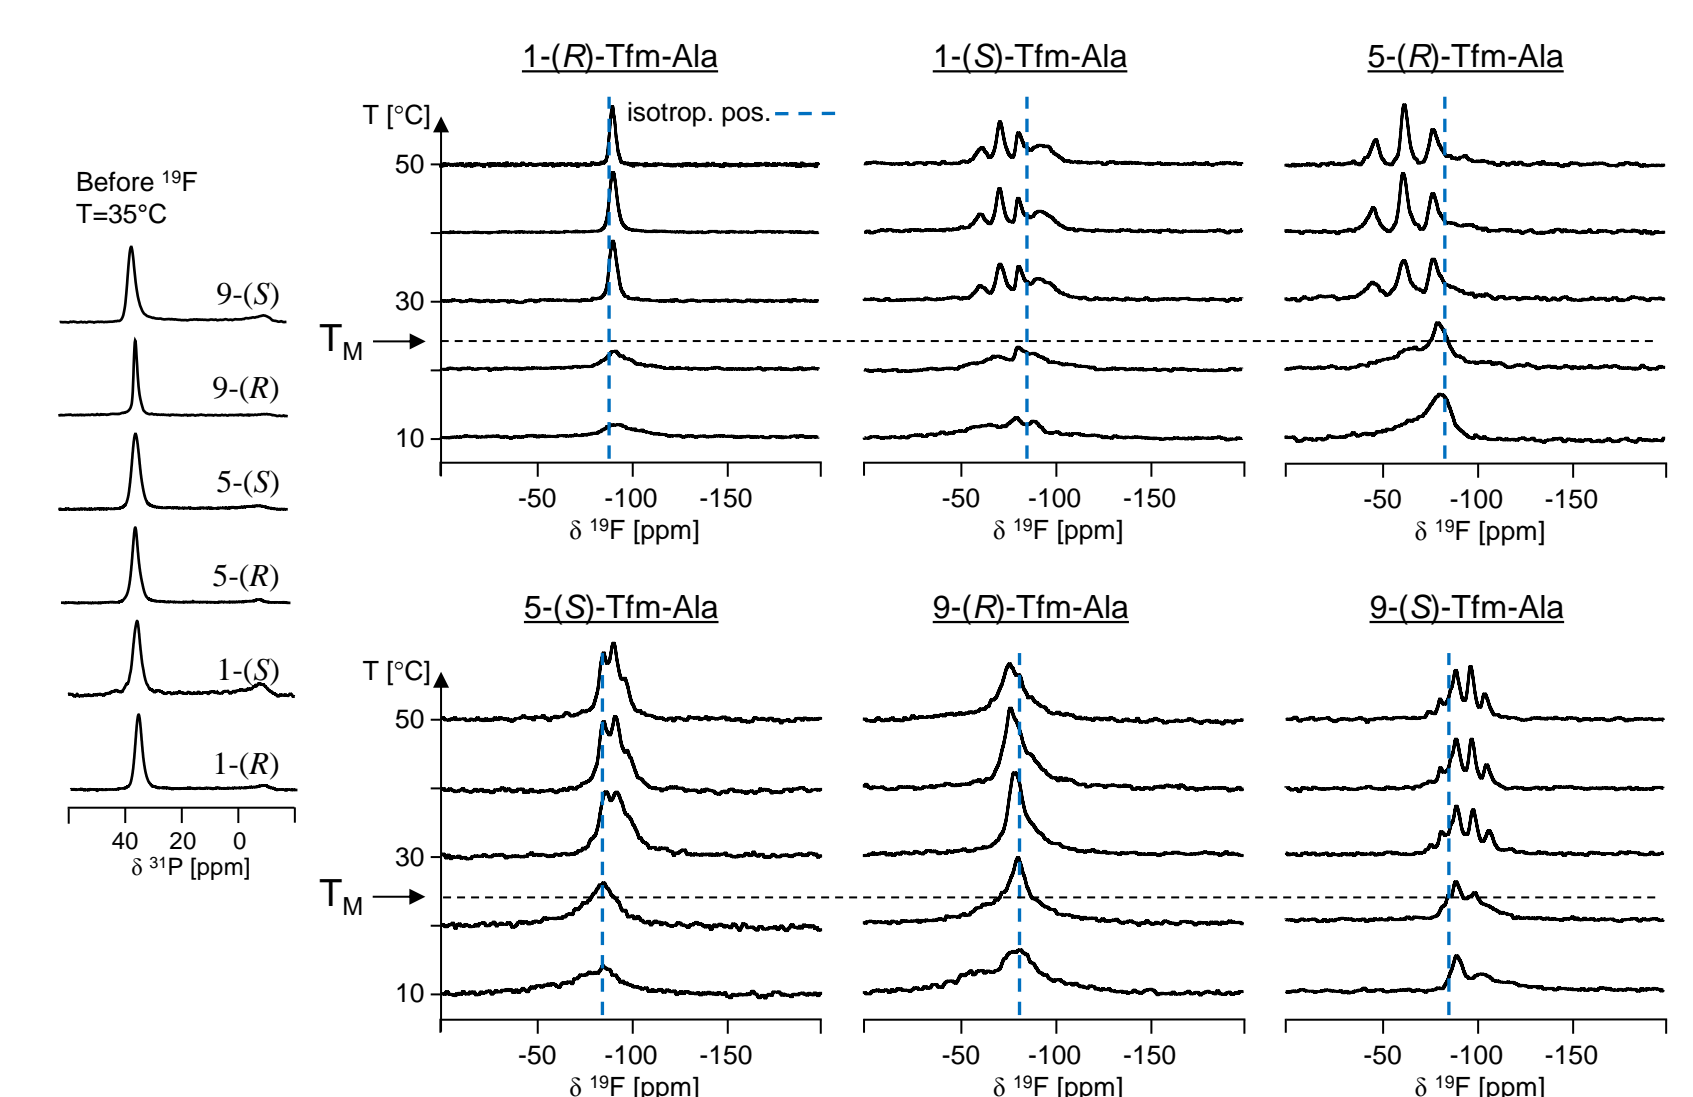 1-(R)-Tfm-Ala
1-(S)-Tfm-Ala
5-(R)-Tfm-Ala
T [°C]
isotrop. pos.
50
30
T_M
10
-50 -100 -150
δ ¹⁹F [ppm]
-50 -100 -150
δ ¹⁹F [ppm]
-50 -100 -150
δ ¹⁹F [ppm]
Before ¹⁹F
T=35°C
9-(S)
9-(R)
5-(S)
5-(R)
1-(S)
1-(R)
40 20 0
δ ³¹P [ppm]
5-(S)-Tfm-Ala
9-(R)-Tfm-Ala
9-(S)-Tfm-Ala
T [°C]
50
30
T_M
10
-50 -100 -150
δ ¹⁹F [ppm]
-50 -100 -150
δ ¹⁹F [ppm]
-50 -100 -150
δ ¹⁹F [ppm]